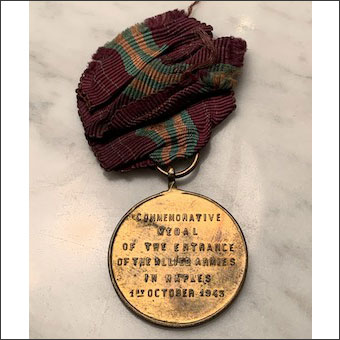 COMMEMORATIVE
MEDAL
OF THE ENTRANCE
OF THE ALLIED ARMIES
IN NAPLES
1st OCTOBER 1943